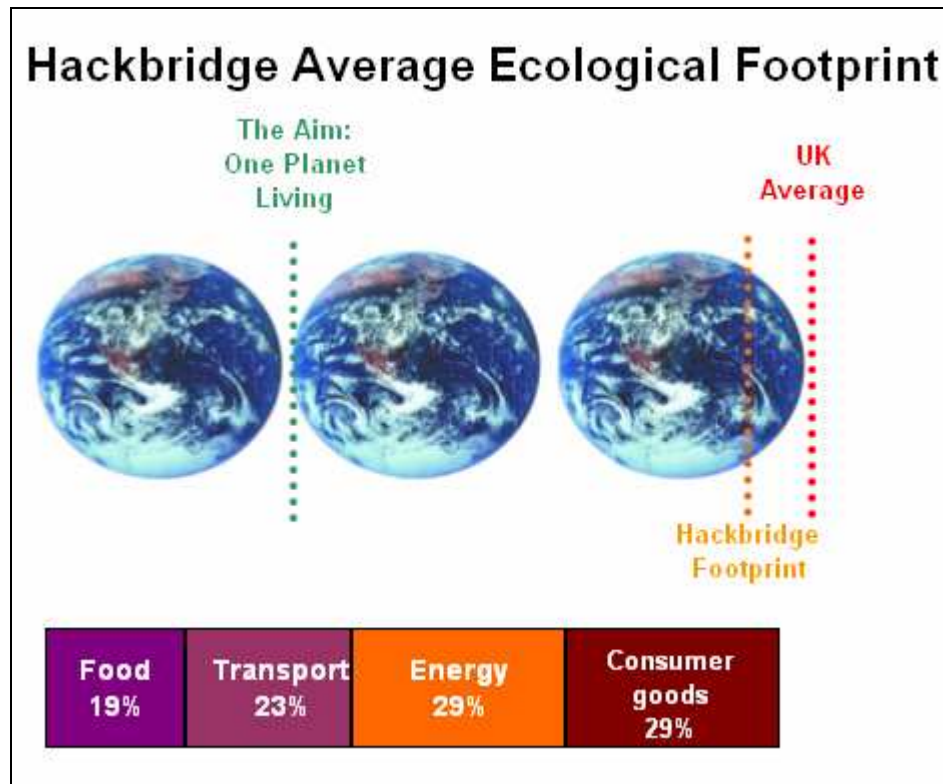 Hackbridge Average Ecological Footprint
The Aim:
One Planet
Living
UK
Average
Hackbridge
Footprint
Food
19%
Transport
23%
Energy
29%
Consumer
goods
29%